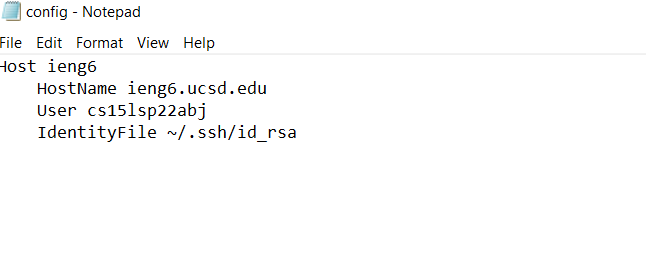 config - Notepad
File Edit Format View Help
Host ieng6
    HostName ieng6.ucsd.edu
    User cs15lsp22abj
    IdentityFile ~/.ssh/id_rsa